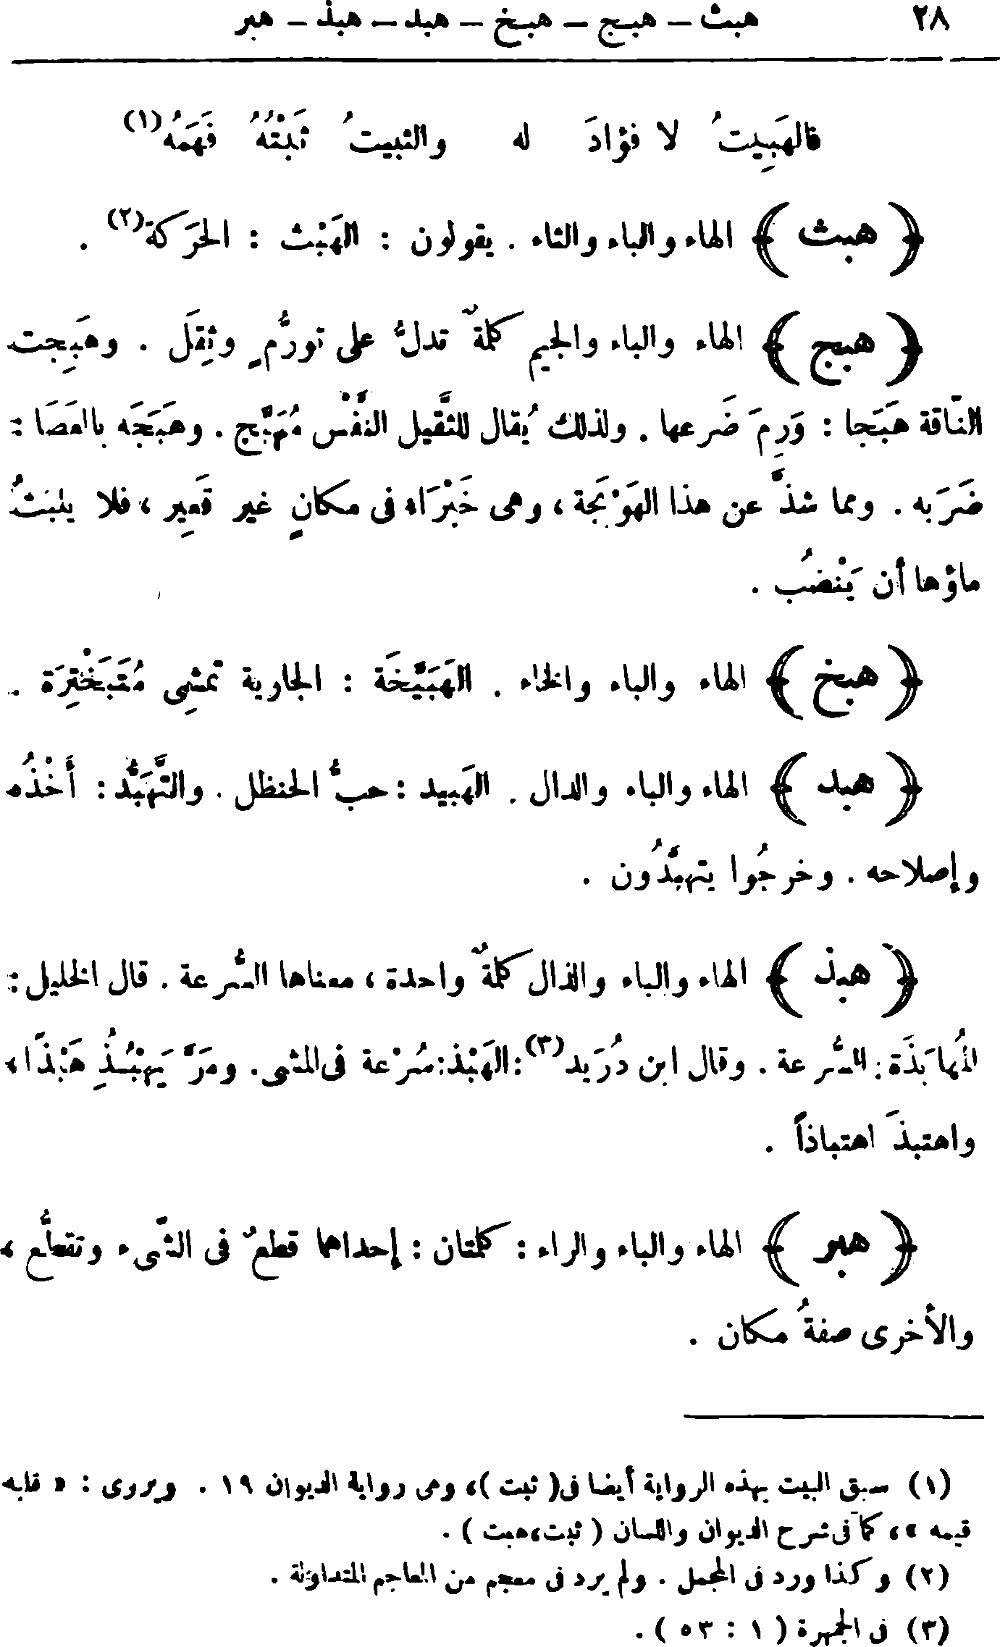 ٢٨ هبث – هبج – هبخ – هبد – هبذ – هبر
فالهَبِيتُ لا فؤادَ له والثبيتُ ثَبْتُهُ فَهَمُه(١)
﴿ هبث ﴾ الهاء والباء والثاء . يقولون : الهَبْث : الحَرَكة(٢) .
﴿ هبج ﴾ الهاء والباء والجيم كلمةٌ تدلُّ على تورُّمٍ وثِقَل . وهَبِجت
النّاقة هَبَجا : وَرِمَ ضَرعها . ولذلك يُقال للثَّقيل النَّفْس مُهَبَّج . وهَبَجَه بالعَصَا :
ضَرَبه . ومما شذَّ عن هذا الهَوْبَجة ، وهى خَبْرَاء فى مكانٍ غير قَعِير ، فلا يلبثُ
ماؤها أن يَنْضُب .
﴿ هبخ ﴾ الهاء والباء والخاء . الهَبَيَّخَة : الجارية تمشِى مُتَبَخْتِرَة .
﴿ هبد ﴾ الهاء والباء والدال . الهَبِيد : حبُّ الحنظل . والتَّهَبُّد : أَخْذُه
وإصلاحه . وخرجُوا يتهبَّدُون .
﴿ هبذ ﴾ الهاء والباء والذال كلمةٌ واحدة ، معناها السُّرعة . قال الخليل :
المُهابَذَة : السُّرعة . وقال ابن دُرَيد(٣) : الهَبْذ : سُرْعة فى المشى . ومَرَّ يَهْبُذُِ هَبْذًا ،
واهتبذَ اهتباذاً .
﴿ هبر ﴾ الهاء والباء والراء : كلمتان : إحداهما قطعٌ فى الشَّىء وتقطُّع ،
والأخرى صفةُ مكان .
(١) سبق البيت بهذه الرواية أيضا فى ( ثبت )، وهى رواية الديوان ١٩ . ويروى : « قلبه
قيمه »، كما فى شرح الديوان واللسان ( ثبت ، هبت ) .
(٢) وكذا ورد فى المجمل . ولم يرد فى معجم من المعاجم المتداولة .
(٣) فى الجمهرة ( ١ : ٥٣ ) .